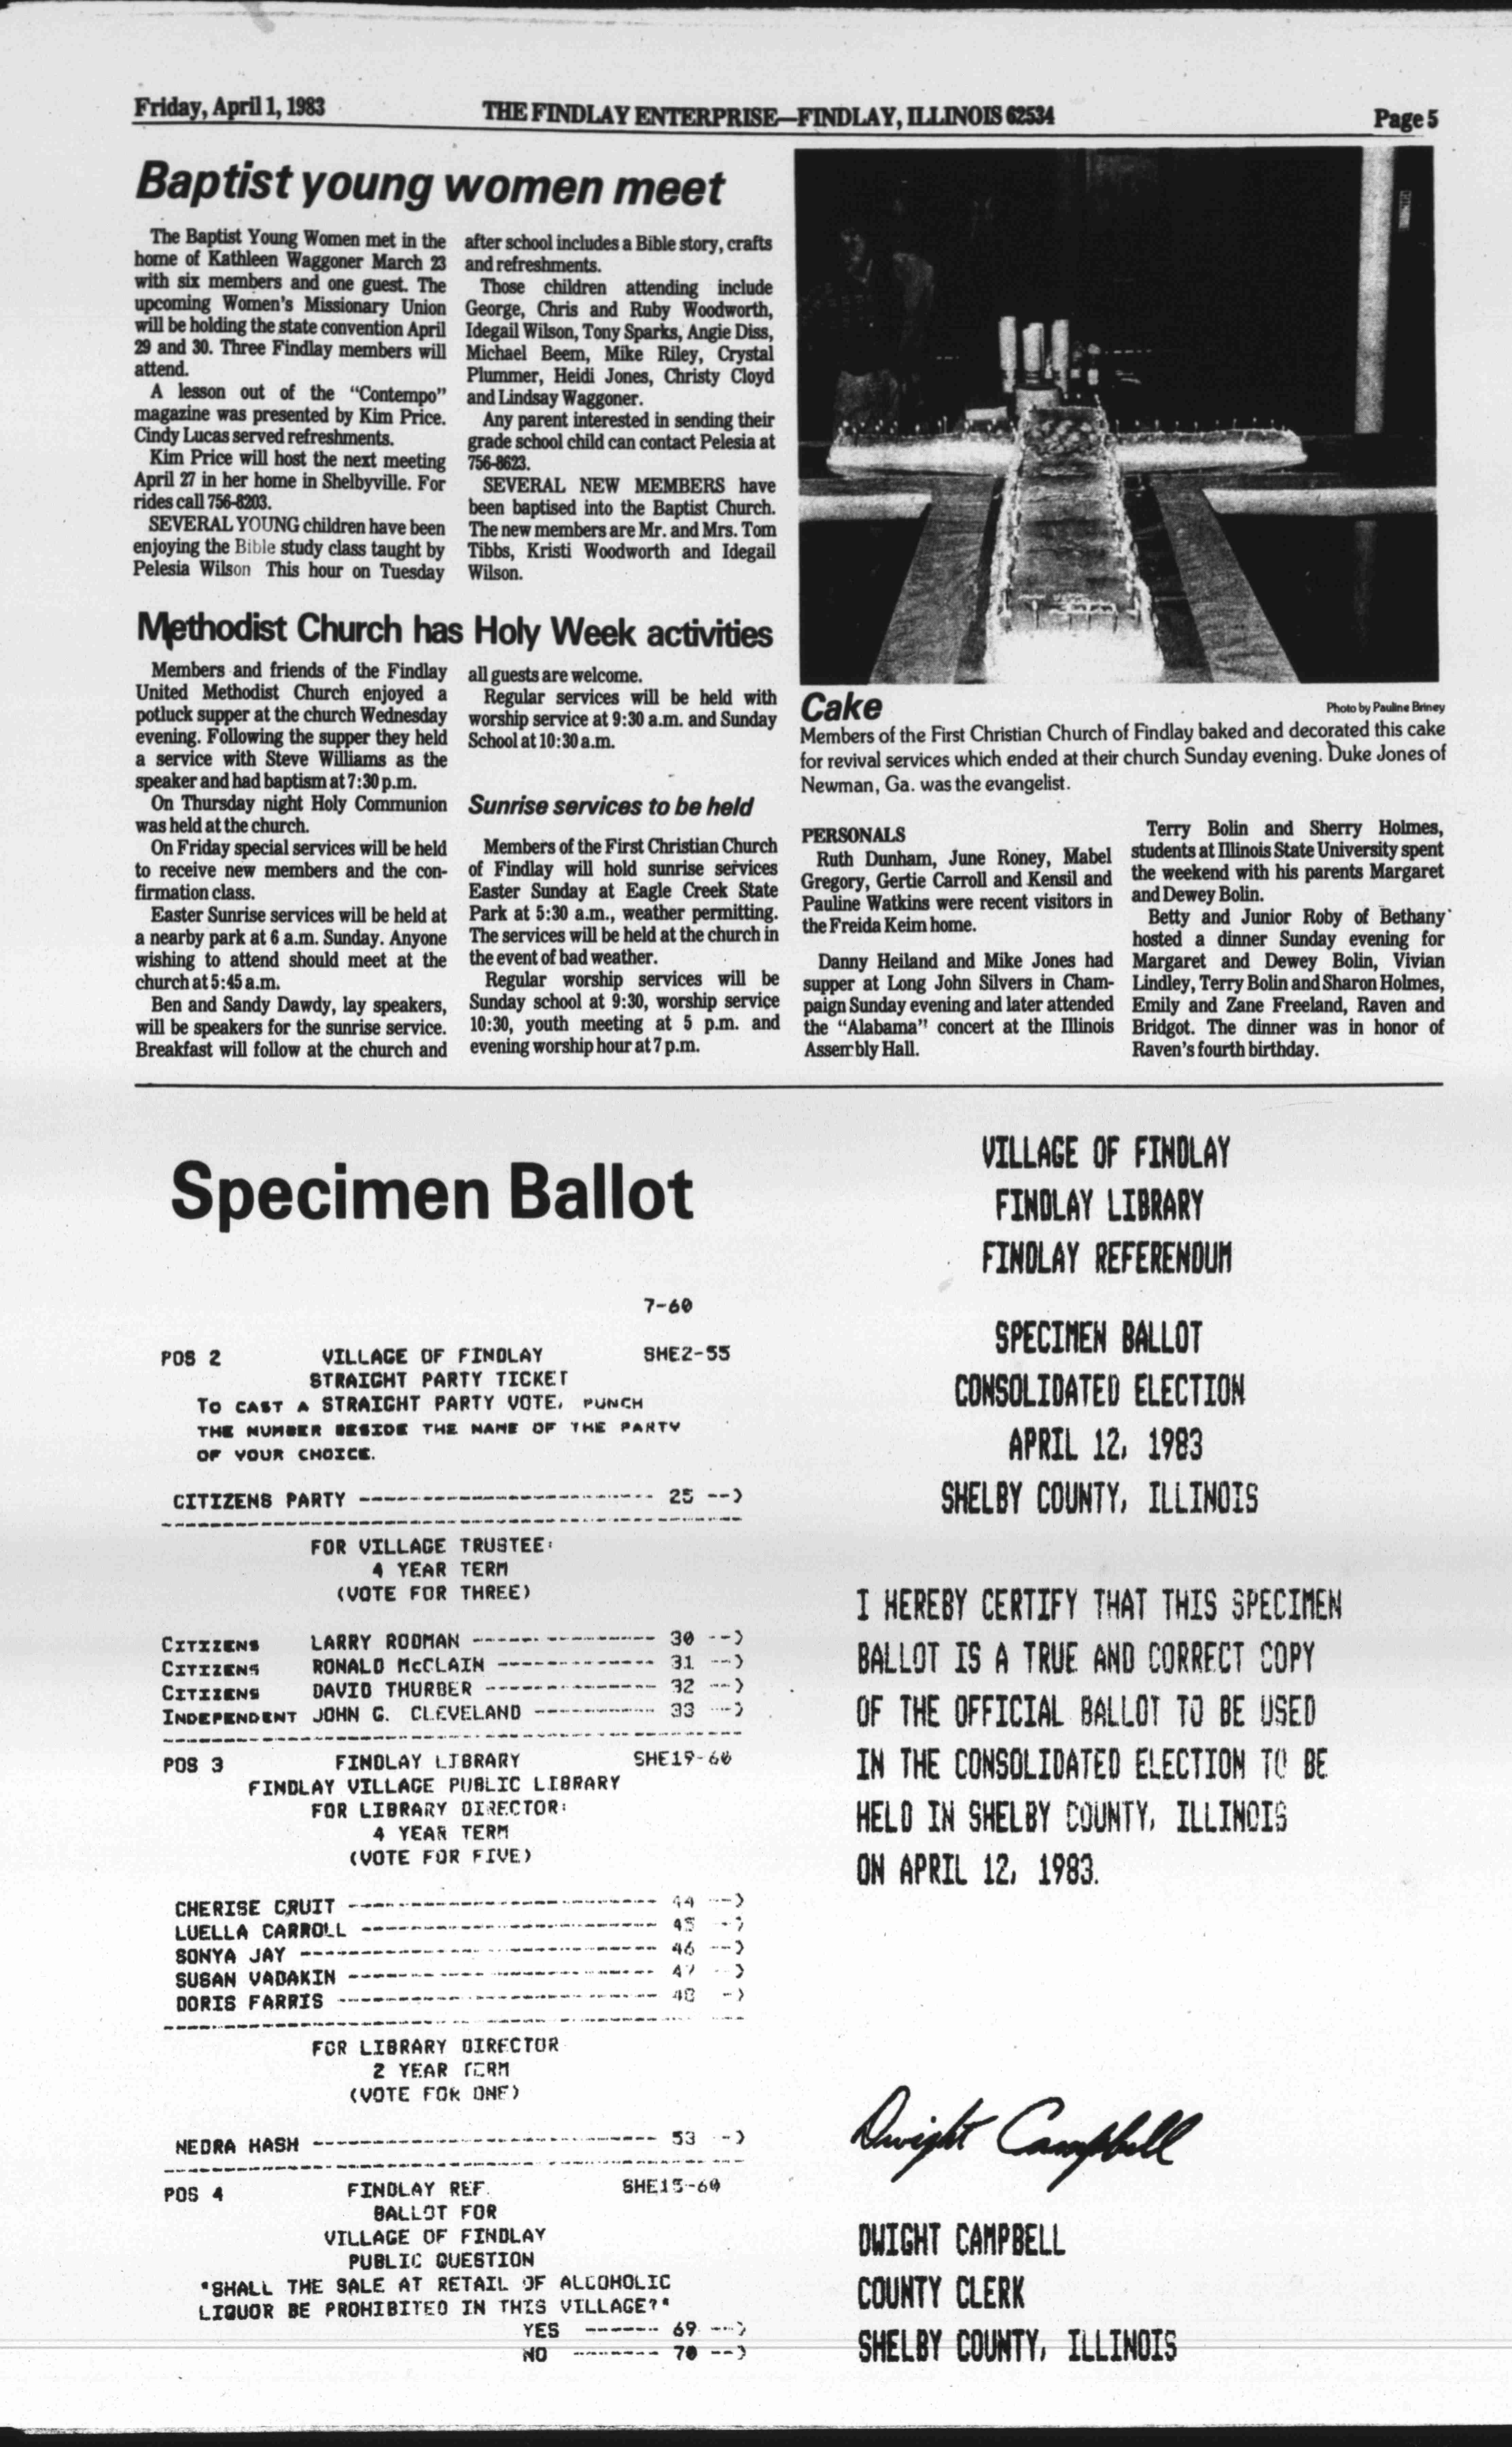 Friday, April 1, 1983
THE FINDLAY ENTERPRISE—FINDLAY, ILLINOIS 62534
Page 5
Baptist young women meet
The Baptist Young Women met in the
home of Kathleen Waggoner March 23
with six members and one guest. The
upcoming Women's Missionary Union
will be holding the state convention April
29 and 30. Three Findlay members will
attend.
A lesson out of the "Contempo"
magazine was presented by Kim Price.
Cindy Lucas served refreshments.
Kim Price will host the next meeting
April 27 in her home in Shelbyville. For
rides call 756-8203.
SEVERAL YOUNG children have been
enjoying the Bible study class taught by
Pelesia Wilson This hour on Tuesday
after school includes a Bible story, crafts
and refreshments.
Those children attending include
George, Chris and Ruby Woodworth,
Idegail Wilson, Tony Sparks, Angie Diss,
Michael Beem, Mike Riley, Crystal
Plummer, Heidi Jones, Christy Cloyd
and Lindsay Waggoner.
Any parent interested in sending their
grade school child can contact Pelesia at
756-8623.
SEVERAL NEW MEMBERS have
been baptised into the Baptist Church.
The new members are Mr. and Mrs. Tom
Tibbs, Kristi Woodworth and Idegail
Wilson.
Methodist Church has Holy Week activities
Members and friends of the Findlay
United Methodist Church enjoyed a
potluck supper at the church Wednesday
evening. Following the supper they held
a service with Steve Williams as the
speaker and had baptism at 7:30 p.m.
On Thursday night Holy Communion
was held at the church.
On Friday special services will be held
to receive new members and the con-
firmation class.
Easter Sunrise services will be held at
a nearby park at 6 a.m. Sunday. Anyone
wishing to attend should meet at the
church at 5:45 a.m.
Ben and Sandy Dawdy, lay speakers,
will be speakers for the sunrise service.
Breakfast will follow at the church and
all guests are welcome.
Regular services will be held with
worship service at 9:30 a.m. and Sunday
School at 10:30 a.m.
Sunrise services to be held
Members of the First Christian Church
of Findlay will hold sunrise services
Easter Sunday at Eagle Creek State
Park at 5:30 a.m., weather permitting.
The services will be held at the church in
the event of bad weather.
Regular worship services will be
Sunday school at 9:30, worship service
10:30, youth meeting at 5 p.m. and
evening worship hour at 7 p.m.
Cake
Photo by Pauline Briney
Members of the First Christian Church of Findlay baked and decorated this cake
for revival services which ended at their church Sunday evening. Duke Jones of
Newman, Ga. was the evangelist.
PERSONALS
Ruth Dunham, June Roney, Mabel
Gregory, Gertie Carroll and Kensil and
Pauline Watkins were recent visitors in
the Freida Keim home.
Danny Heiland and Mike Jones had
supper at Long John Silvers in Cham-
paign Sunday evening and later attended
the "Alabama" concert at the Illinois
Assembly Hall.
Terry Bolin and Sherry Holmes,
students at Illinois State University spent
the weekend with his parents Margaret
and Dewey Bolin.
Betty and Junior Roby of Bethany
hosted a dinner Sunday evening for
Margaret and Dewey Bolin, Vivian
Lindley, Terry Bolin and Sharon Holmes,
Emily and Zane Freeland, Raven and
Bridgot. The dinner was in honor of
Raven's fourth birthday.
Specimen Ballot
7-60
POS 2 VILLAGE OF FINDLAY SHE2-55
STRAIGHT PARTY TICKET
TO CAST A STRAIGHT PARTY VOTE, PUNCH
THE NUMBER BESIDE THE NAME OF THE PARTY
OF YOUR CHOICE.
CITIZENS PARTY ------------------------- 25 -->
FOR VILLAGE TRUSTEE:
4 YEAR TERM
(VOTE FOR THREE)
CITIZENS LARRY RODMAN --------------- 30 -->
CITIZENS RONALD McCLAIN ------------- 31 -->
CITIZENS DAVID THURBER -------------- 32 -->
INDEPENDENT JOHN G. CLEVELAND ---------- 33 -->
POS 3 FINDLAY LIBRARY SHE19-60
FINDLAY VILLAGE PUBLIC LIBRARY
FOR LIBRARY DIRECTOR:
4 YEAR TERM
(VOTE FOR FIVE)
CHERISE CRUIT ------------------------- 44 -->
LUELLA CARROLL ------------------------ 45 -->
SONYA JAY ----------------------------- 46 -->
SUSAN VADAKIN ------------------------- 47 -->
DORIS FARRIS -------------------------- 48 -->
FOR LIBRARY DIRECTOR
2 YEAR TERM
(VOTE FOR ONE)
NEDRA HASH ---------------------------- 53 -->
POS 4 FINDLAY REF. SHE15-60
BALLOT FOR
VILLAGE OF FINDLAY
PUBLIC QUESTION
"SHALL THE SALE AT RETAIL OF ALCOHOLIC
LIQUOR BE PROHIBITED IN THIS VILLAGE?"
YES ------ 69 -->
NO ------- 70 -->
VILLAGE OF FINDLAY
FINDLAY LIBRARY
FINDLAY REFERENDUM
SPECIMEN BALLOT
CONSOLIDATED ELECTION
APRIL 12, 1983
SHELBY COUNTY, ILLINOIS
I HEREBY CERTIFY THAT THIS SPECIMEN
BALLOT IS A TRUE AND CORRECT COPY
OF THE OFFICIAL BALLOT TO BE USED
IN THE CONSOLIDATED ELECTION TO BE
HELD IN SHELBY COUNTY, ILLINOIS
ON APRIL 12, 1983.
Dwight Campbell
DWIGHT CAMPBELL
COUNTY CLERK
SHELBY COUNTY, ILLINOIS